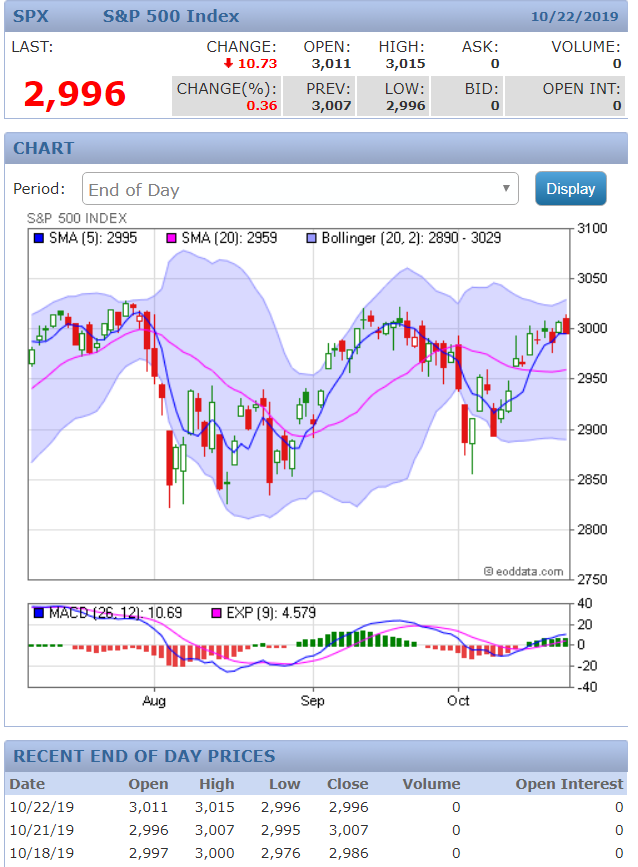 SPX S&P 500 Index 10/22/2019
LAST: CHANGE: OPEN: HIGH: ASK: VOLUME:
10.73 3,011 3,015 0 0
2,996
CHANGE(%): PREV: LOW: BID: OPEN INT:
0.36 3,007 2,996 0 0
CHART
Period: End of Day Display
S&P 500 INDEX
SMA (5): 2995 SMA (20): 2959 Bollinger (20, 2): 2890 - 3029
3100
3050
3000
2950
2900
2850
2800
© eoddata.com
2750
MACD (26, 12): 10.69 EXP (9): 4.579
40
20
0
-20
-40
Aug Sep Oct
RECENT END OF DAY PRICES
Date Open High Low Close Volume Open Interest
10/22/19 3,011 3,015 2,996 2,996 0 0
10/21/19 2,996 3,007 2,995 3,007 0 0
10/18/19 2,997 3,000 2,976 2,986 0 0